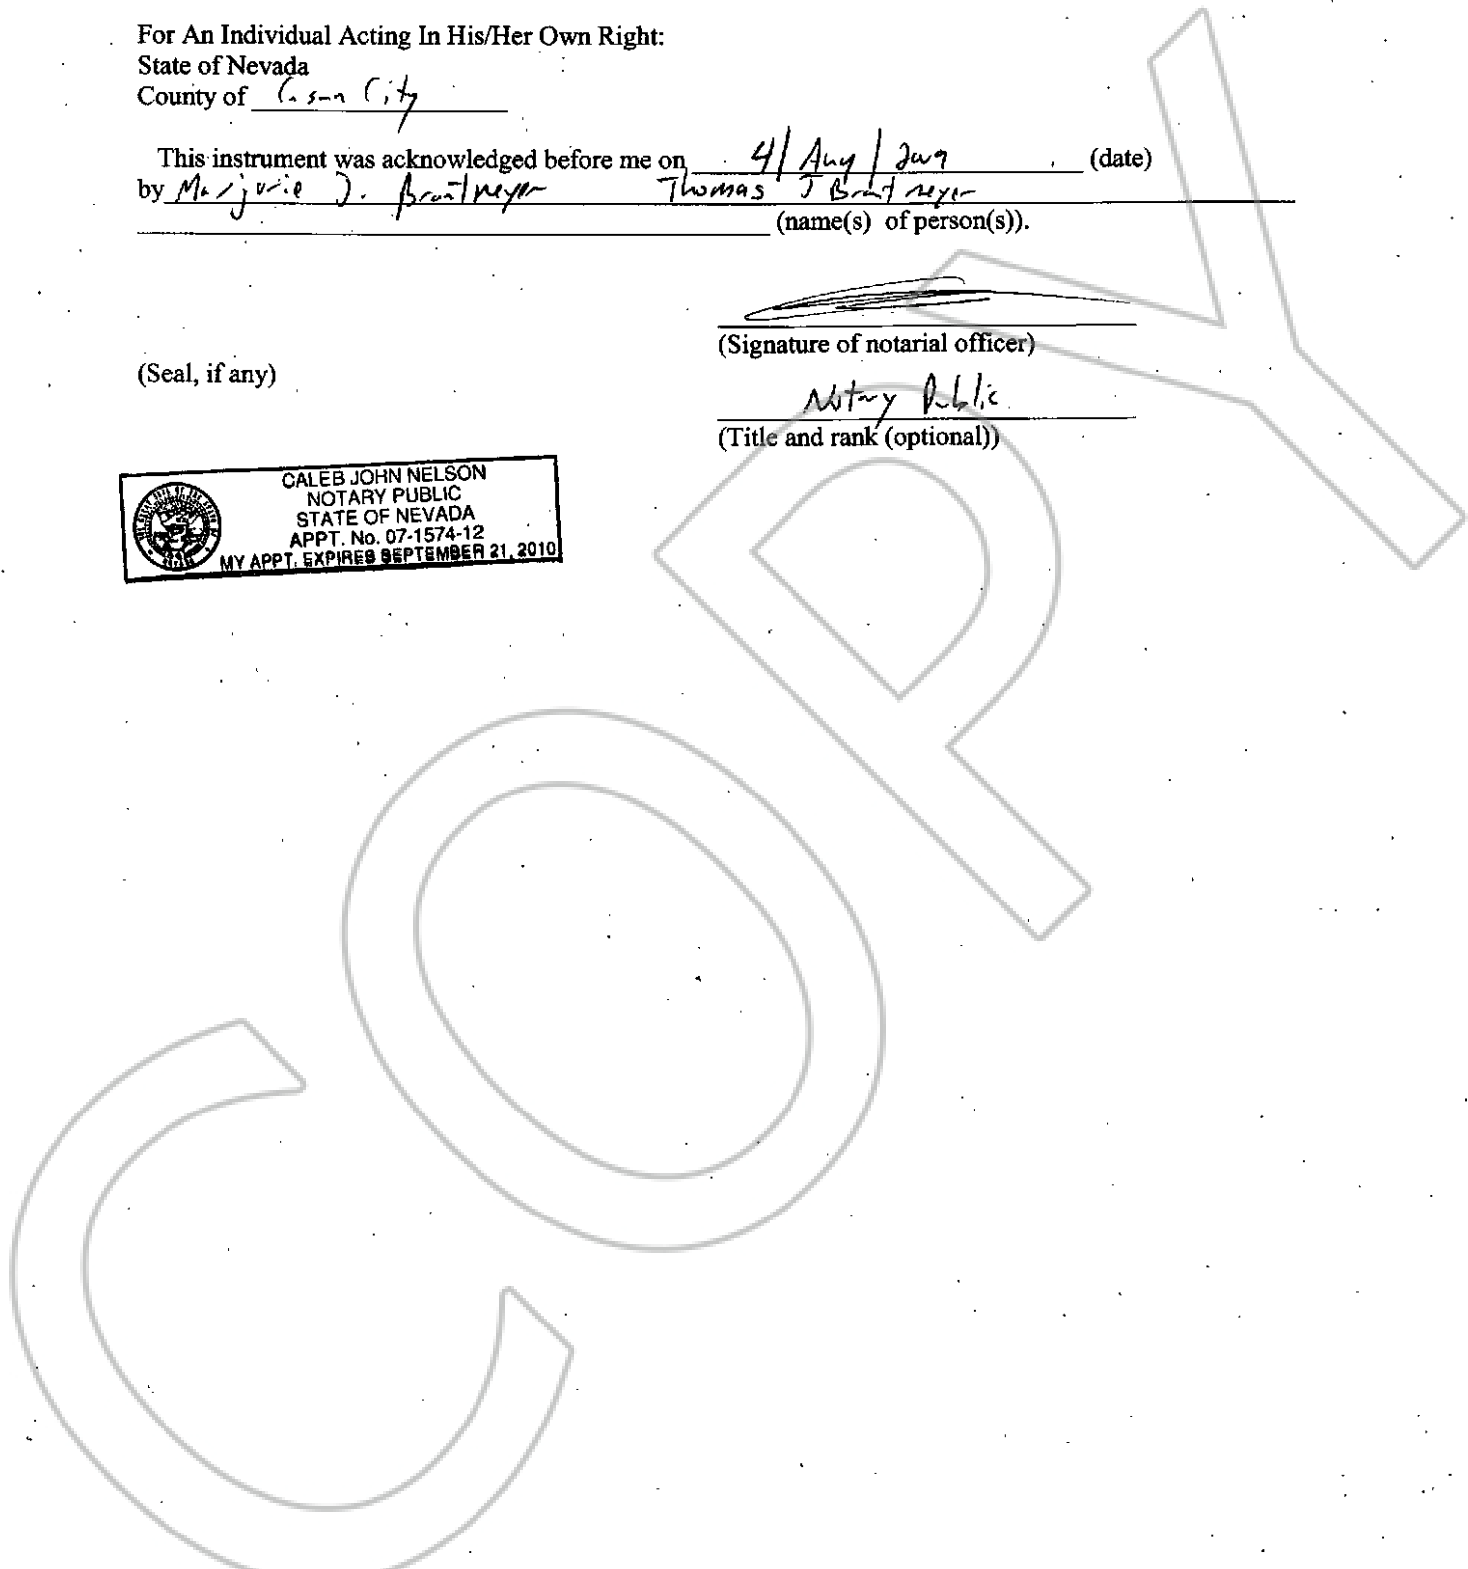 For An Individual Acting In His/Her Own Right:
State of Nevada
County of Carson City
This instrument was acknowledged before me on 4/Aug/2009 (date)
by Marjorie J. Thomas J
(name(s) of person(s)).
(Signature of notarial officer)
(Seal, if any)
Notary Public
(Title and rank (optional))
CALEB JOHN NELSON
NOTARY PUBLIC
STATE OF NEVADA
APPT. No. 07-1574-12
MY APPT. EXPIRES SEPTEMBER 21, 2010
COPY